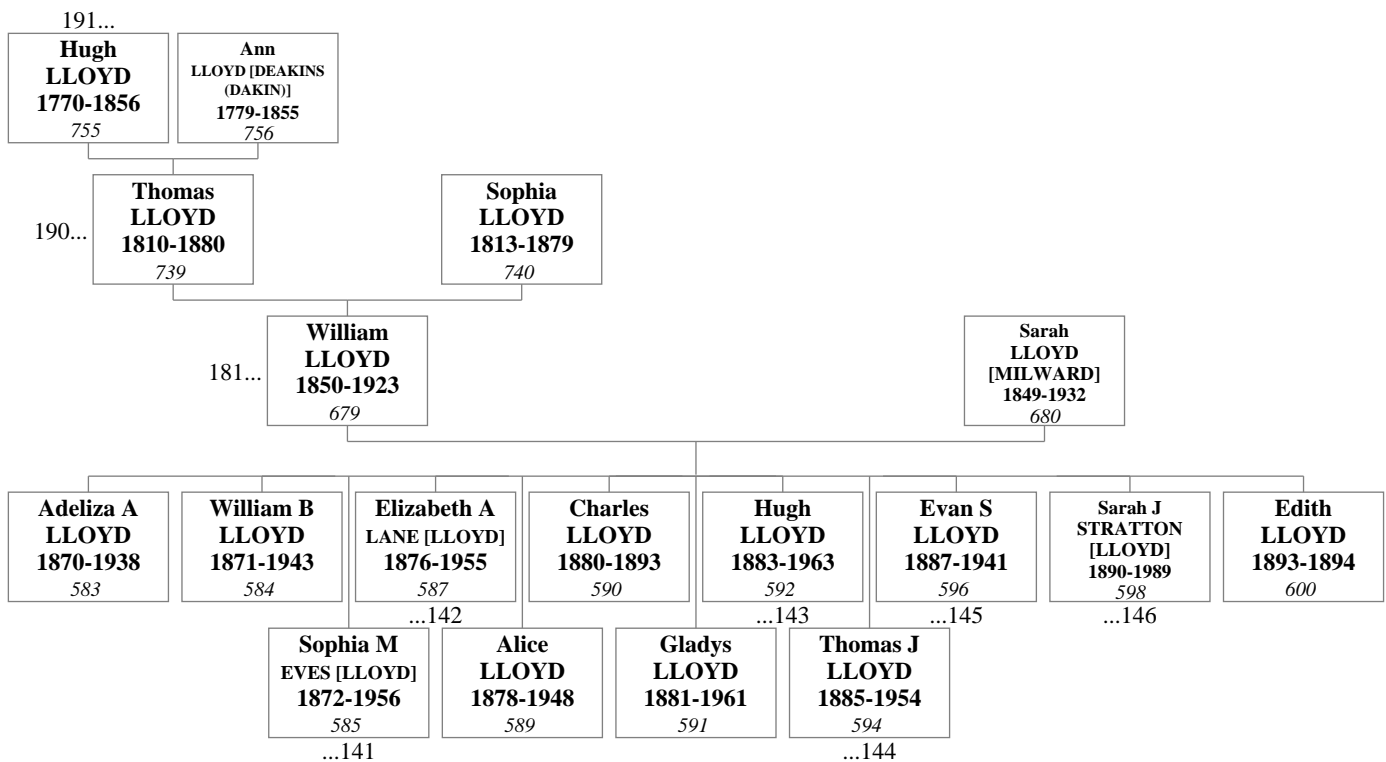 191...
Hugh
LLOYD
1770-1856
755
Ann
LLOYD [DEAKINS
(DAKIN)]
1779-1855
756
190...
Thomas
LLOYD
1810-1880
739
Sophia
LLOYD
1813-1879
740
181...
William
LLOYD
1850-1923
679
Sarah
LLOYD
[MILWARD]
1849-1932
680
Adeliza A
LLOYD
1870-1938
583
William B
LLOYD
1871-1943
584
Elizabeth A
LANE [LLOYD]
1876-1955
587
...142
Charles
LLOYD
1880-1893
590
Hugh
LLOYD
1883-1963
592
...143
Evan S
LLOYD
1887-1941
596
...145
Sarah J
STRATTON
[LLOYD]
1890-1989
598
...146
Edith
LLOYD
1893-1894
600
Sophia M
EVES [LLOYD]
1872-1956
585
...141
Alice
LLOYD
1878-1948
589
Gladys
LLOYD
1881-1961
591
Thomas J
LLOYD
1885-1954
594
...144